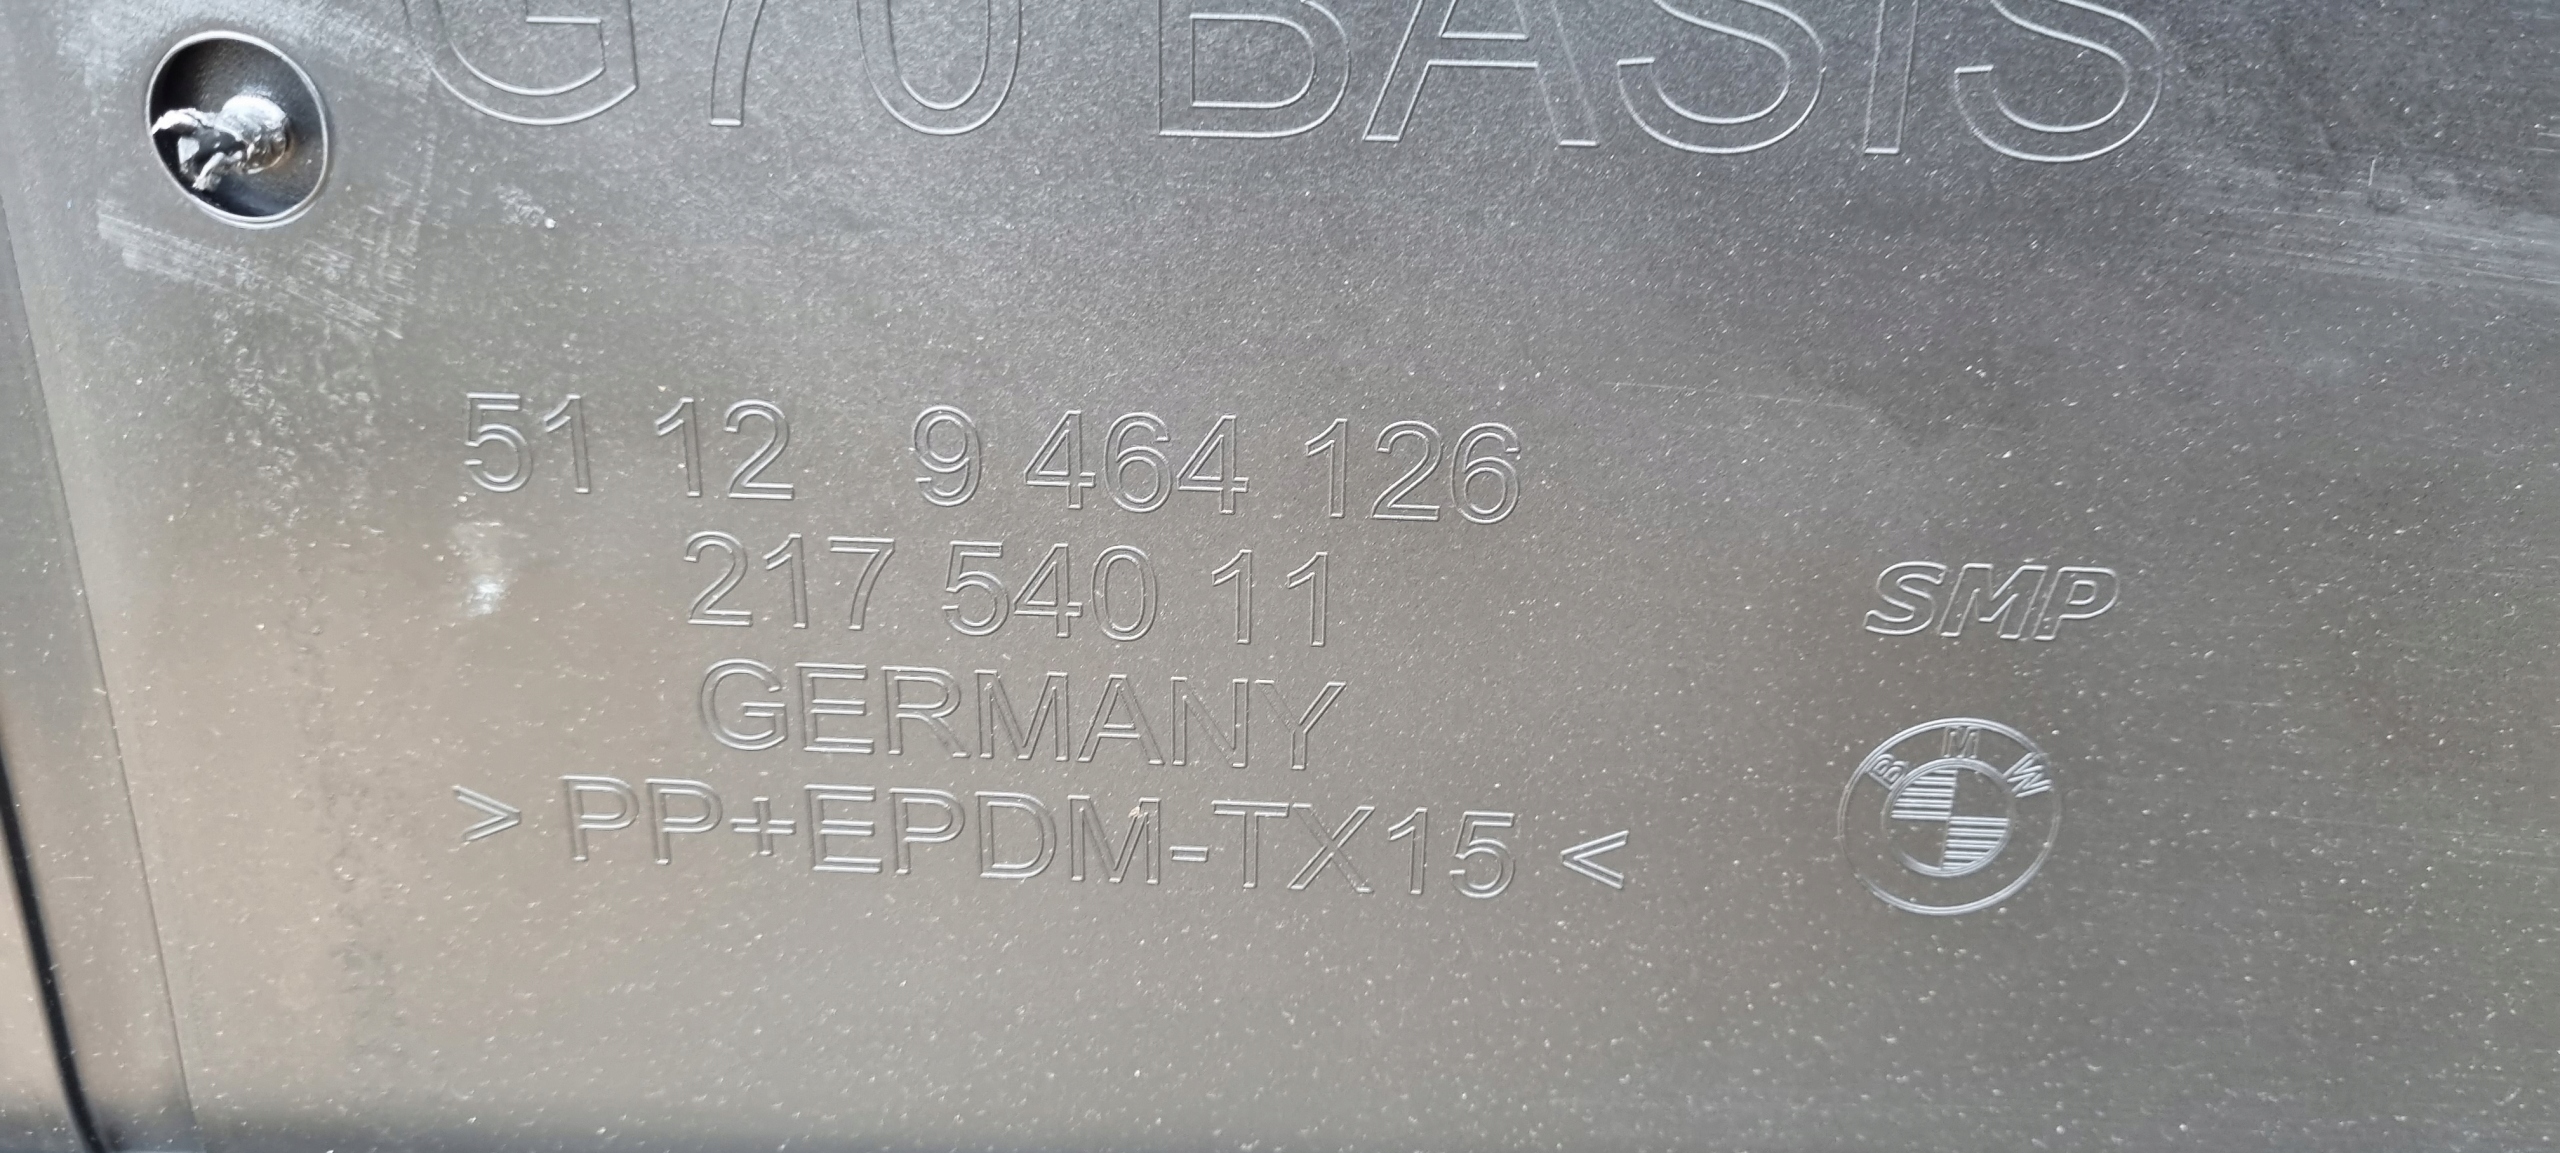 G70 BASIS
51 12 9 464 126
217 540 11
GERMANY
> PP+EPDM-TX15 <
SMP
BMW